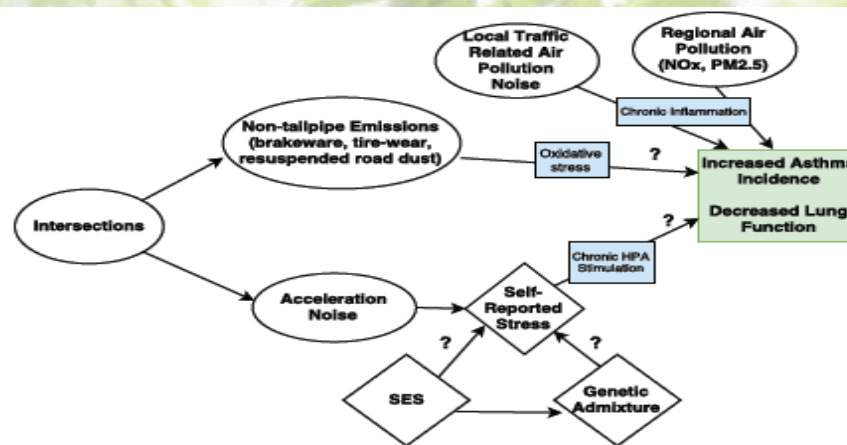 Local Traffic
Related Air
Pollution
Noise
Regional Air
Pollution
(NOx, PM2.5)
Chronic Inflammation
Non-tailpipe Emissions
(brakeware, tire-wear,
resuspended road dust)
Oxidative
stress
?
Increased Asthma
Incidence
Decreased Lung
Function
Intersections
?
Chronic HPA
Stimulation
Acceleration
Noise
Self-
Reported
Stress
?
?
SES
Genetic
Admixture